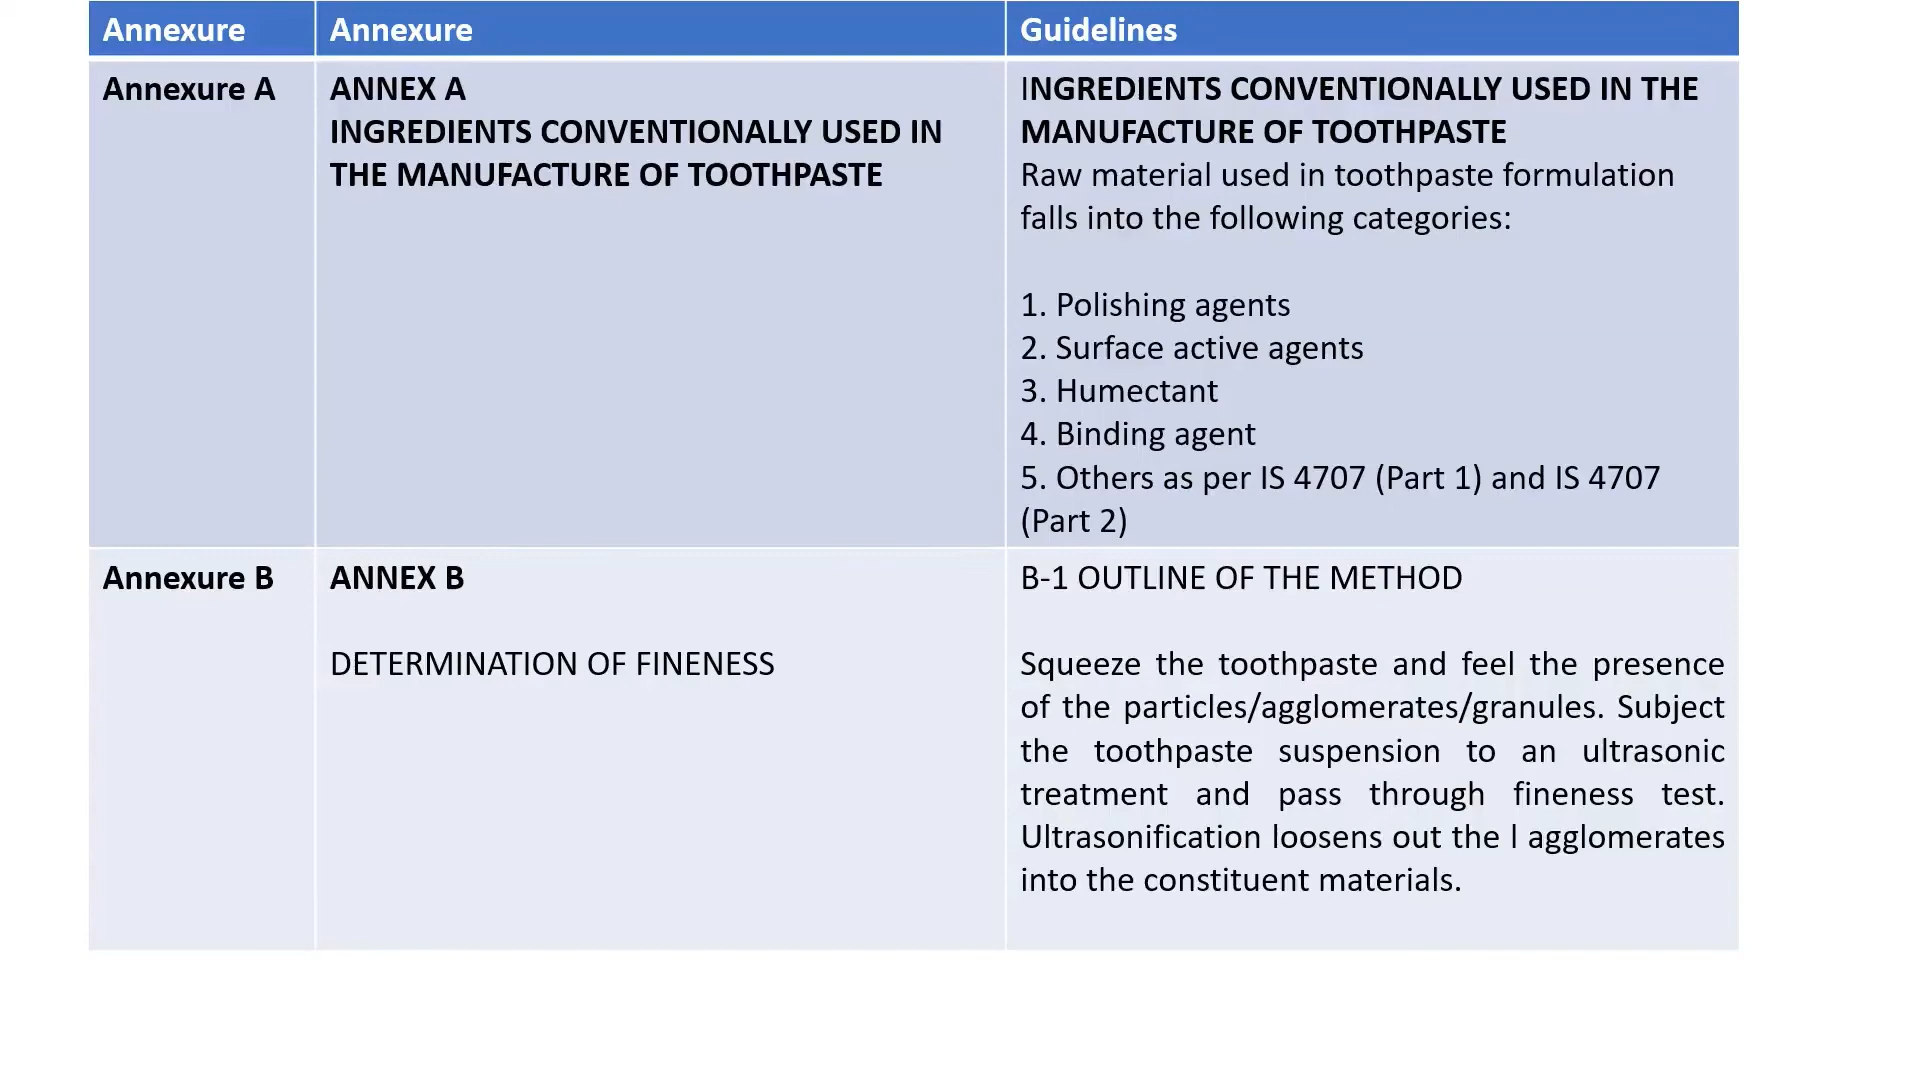 Annexure
Annexure
Guidelines
Annexure A
ANNEX A
INGREDIENTS CONVENTIONALLY USED IN
THE MANUFACTURE OF TOOTHPASTE
INGREDIENTS CONVENTIONALLY USED IN THE
MANUFACTURE OF TOOTHPASTE
Raw material used in toothpaste formulation
falls into the following categories:
1. Polishing agents
2. Surface active agents
3. Humectant
4. Binding agent
5. Others as per IS 4707 (Part 1) and IS 4707
(Part 2)
Annexure B
ANNEX B
DETERMINATION OF FINENESS
B-1 OUTLINE OF THE METHOD
Squeeze the toothpaste and feel the presence
of the particles/agglomerates/granules. Subject
the toothpaste suspension to an ultrasonic
treatment and pass through fineness test.
Ultrasonification loosens out the l agglomerates
into the constituent materials.